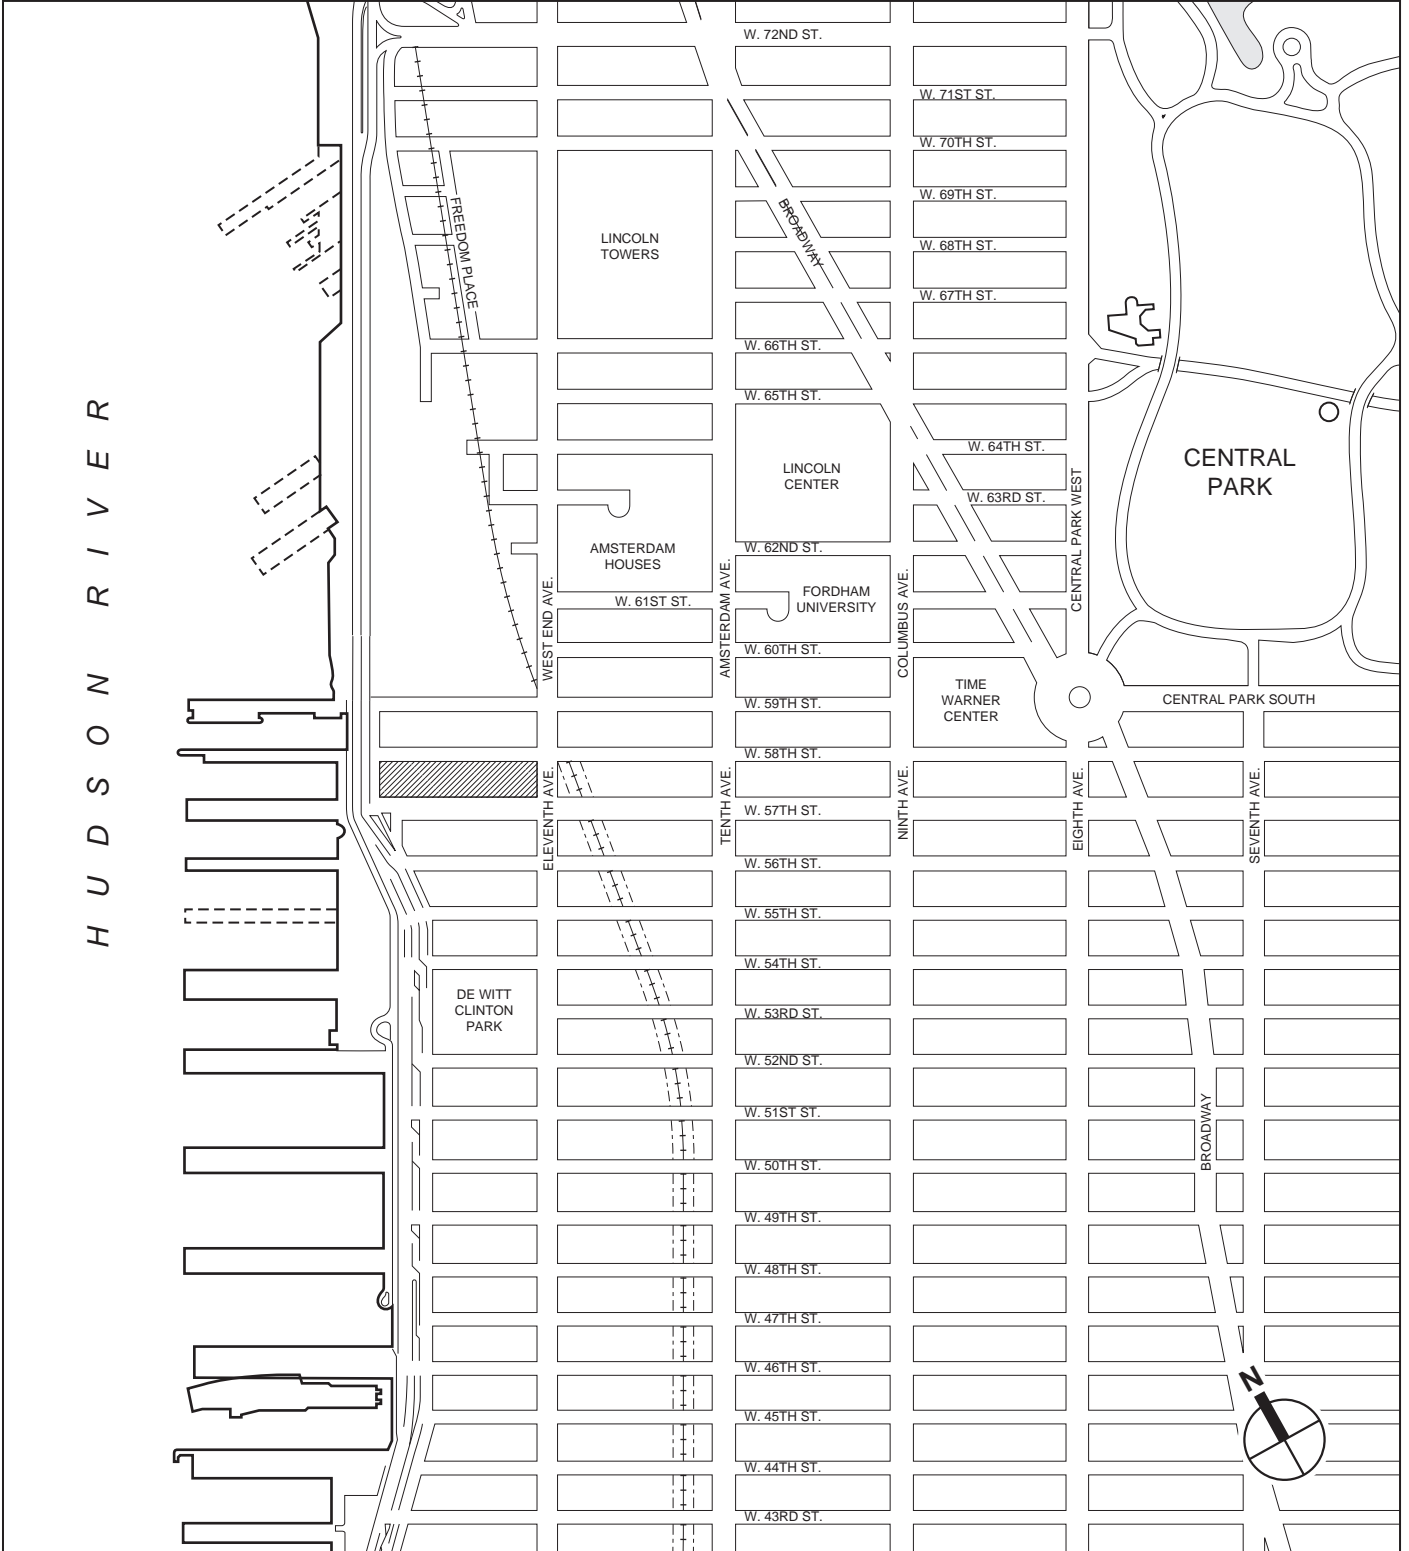 W. 72ND ST.
W. 71ST ST.
W. 70TH ST.
W. 69TH ST.
FREEDOM PLACE
BROADWAY
LINCOLN
TOWERS
W. 68TH ST.
W. 67TH ST.
W. 66TH ST.
W. 65TH ST.
HUDSON RIVER
W. 64TH ST.
CENTRAL
PARK
LINCOLN
CENTER
W. 63RD ST.
CENTRAL PARK WEST
AMSTERDAM
HOUSES
W. 62ND ST.
FORDHAM
UNIVERSITY
W. 61ST ST.
WEST END AVE.
AMSTERDAM AVE.
COLUMBUS AVE.
W. 60TH ST.
TIME
WARNER
CENTER
W. 59TH ST.
CENTRAL PARK SOUTH
W. 58TH ST.
ELEVENTH AVE.
TENTH AVE.
NINTH AVE.
EIGHTH AVE.
SEVENTH AVE.
W. 57TH ST.
W. 56TH ST.
W. 55TH ST.
W. 54TH ST.
DE WITT
CLINTON
PARK
W. 53RD ST.
W. 52ND ST.
W. 51ST ST.
BROADWAY
W. 50TH ST.
W. 49TH ST.
W. 48TH ST.
W. 47TH ST.
W. 46TH ST.
N
W. 45TH ST.
W. 44TH ST.
W. 43RD ST.